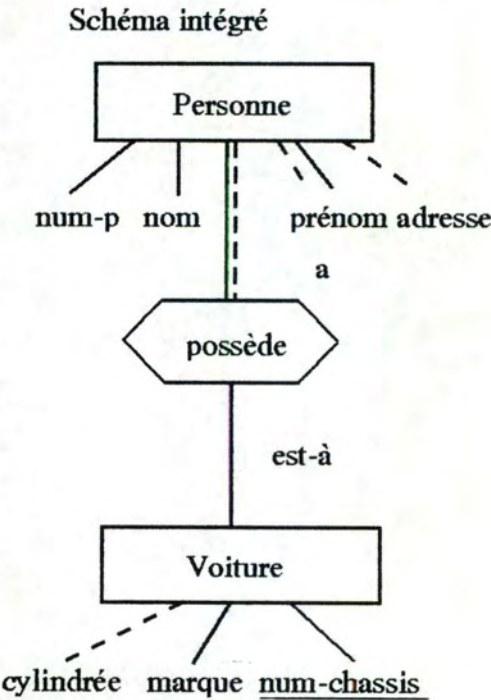 Schéma intégré
Personne
num-p nom prénom adresse
a
possède
est-à
Voiture
cylindrée marque num-chassis